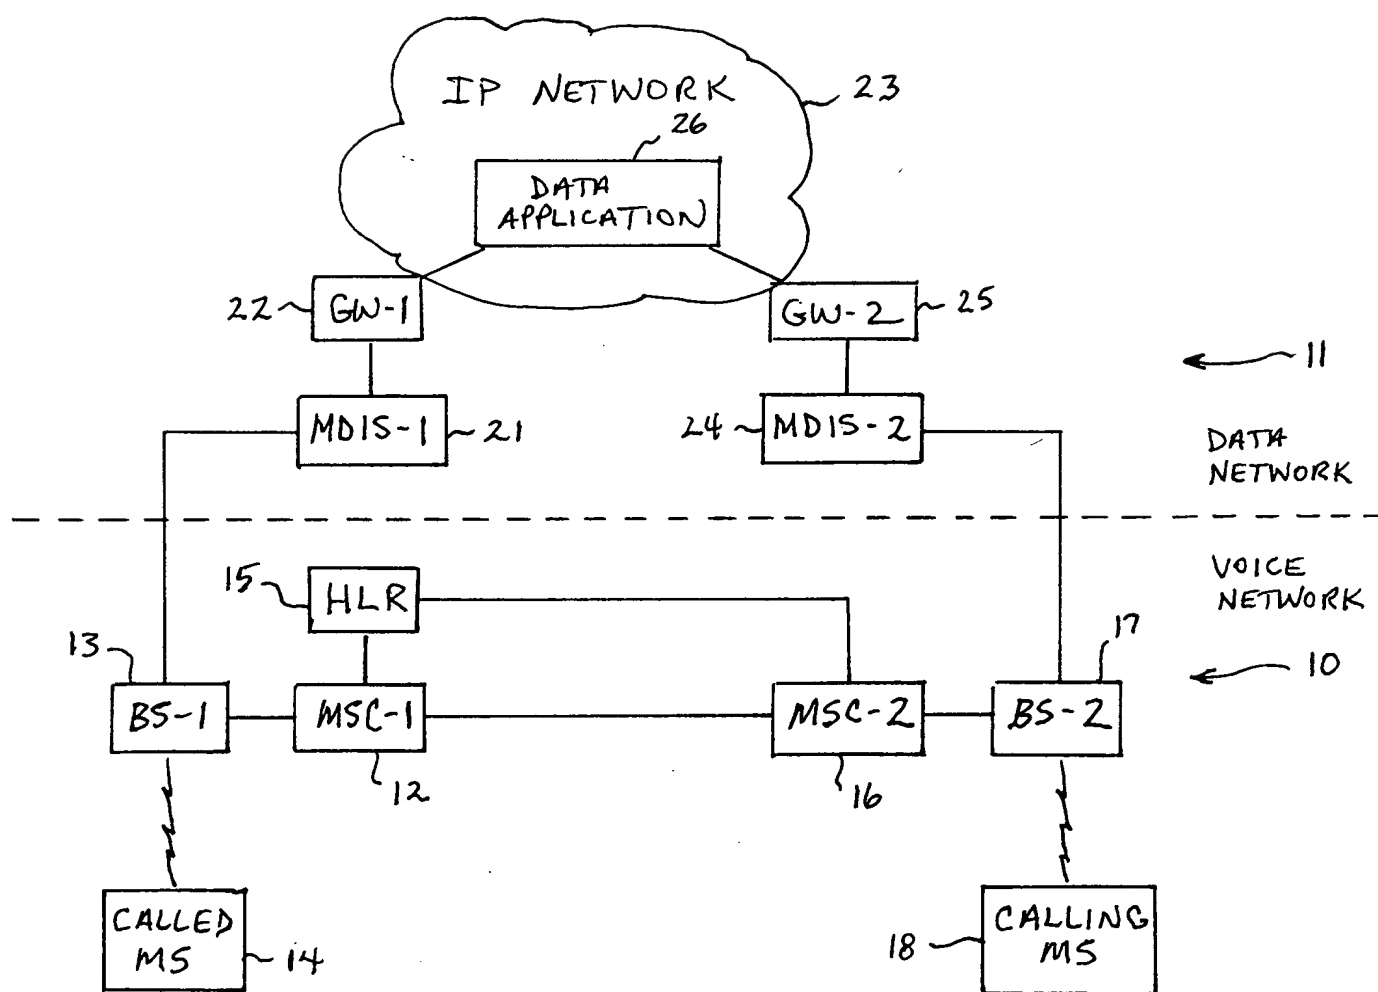 IP NETWORK
23
26
DATA
APPLICATION
22
GW-1
GW-2
25
11
MDIS-1
21
24
MDIS-2
DATA
NETWORK
VOICE
NETWORK
15
HLR
13
17
10
BS-1
MSC-1
MSC-2
BS-2
12
16
CALLED
MS
14
18
CALLING
MS